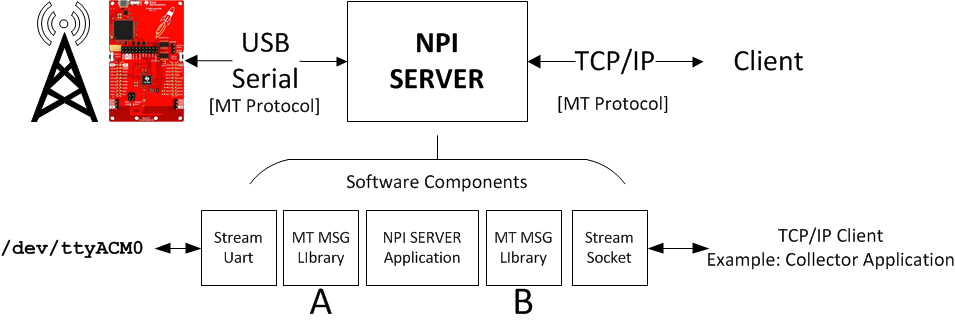 USB
Serial
[MT Protocol]
NPI
SERVER
TCP/IP
[MT Protocol]
Client
Software Components
/dev/ttyACM0
Stream
Uart
MT MSG
LIbrary
NPI SERVER
Application
MT MSG
LIbrary
Stream
Socket
TCP/IP Client
Example: Collector Application
A
B